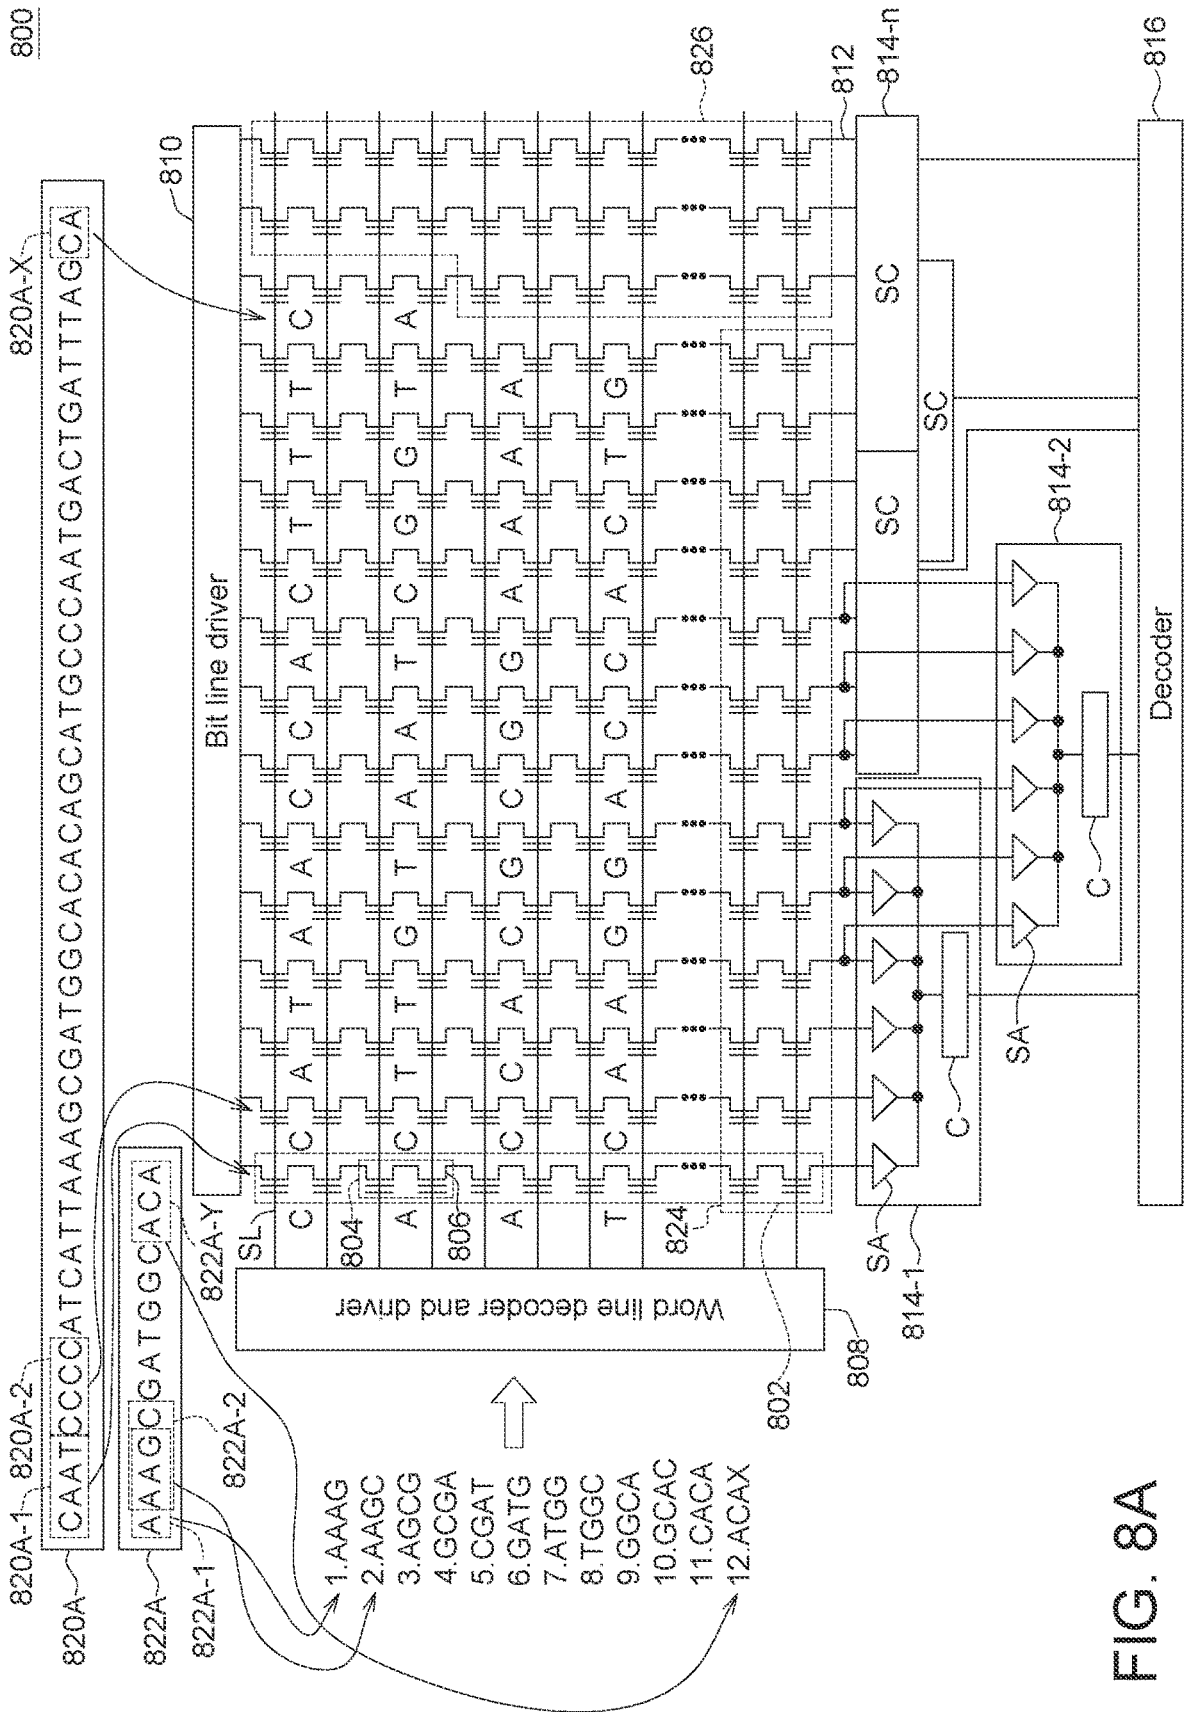 800
820A-1
820A-2
820A-X
820A
CAATCCCCATCATTAAAGCGATGGCACACAGCATGCCCAATGACTGATTTAGCA
822A
AAAGCGATGGCACA
822A-1
822A-2
822A-Y
810
Bit line driver
SL
C C A T A A C C A C T T T C
804
A C T T G T A A T C G G T A
806
A C C A C G C G G A A A A
T C A A G G A C C A C T G
824
826
Word line decoder and driver
808
802
812
1.AAAG
2.AAGC
3.AGCG
4.GCGA
5.CGAT
6.GATG
7.ATGG
8.TGGC
9.GGCA
10.GCAC
11.CACA
12.ACAX
SA
C
814-1
SC
SC
814-n
SC
814-2
SA
C
Decoder
816
FIG. 8A